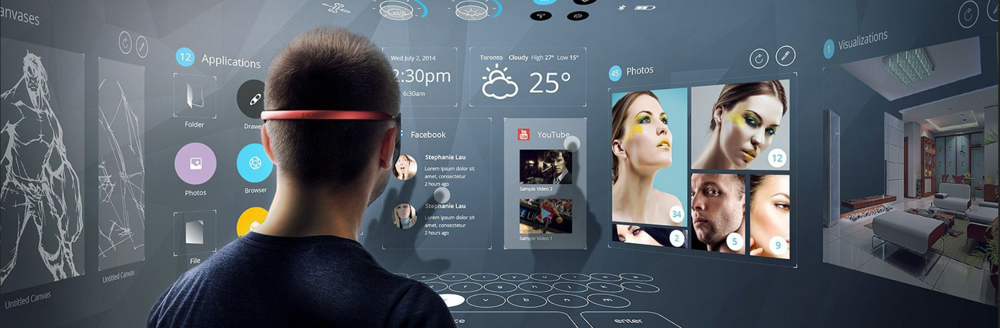 anvases
Untitled Canvas
Untitled Canvas
12 Applications
Folder
Drawe
Photos
Browser
File
Wed July 2, 2014
2:30pm
6:30am
Toronto Cloudy High 27° Low 15°
25°
Facebook
Stephanie Lau
Lorem ipsum dolor sit
amet, consectetur
2 hours ago
Stephanie Lau
Lorem ipsum dolor sit
amet, consectetur
2 hours ago
You
Tube
YouTube
Sample Video 2
Sample Video 1
45 Photos
34
12
2
5
9
1 Visualizations
e r t y u i o p
g h j k l
v b n m
ce enter